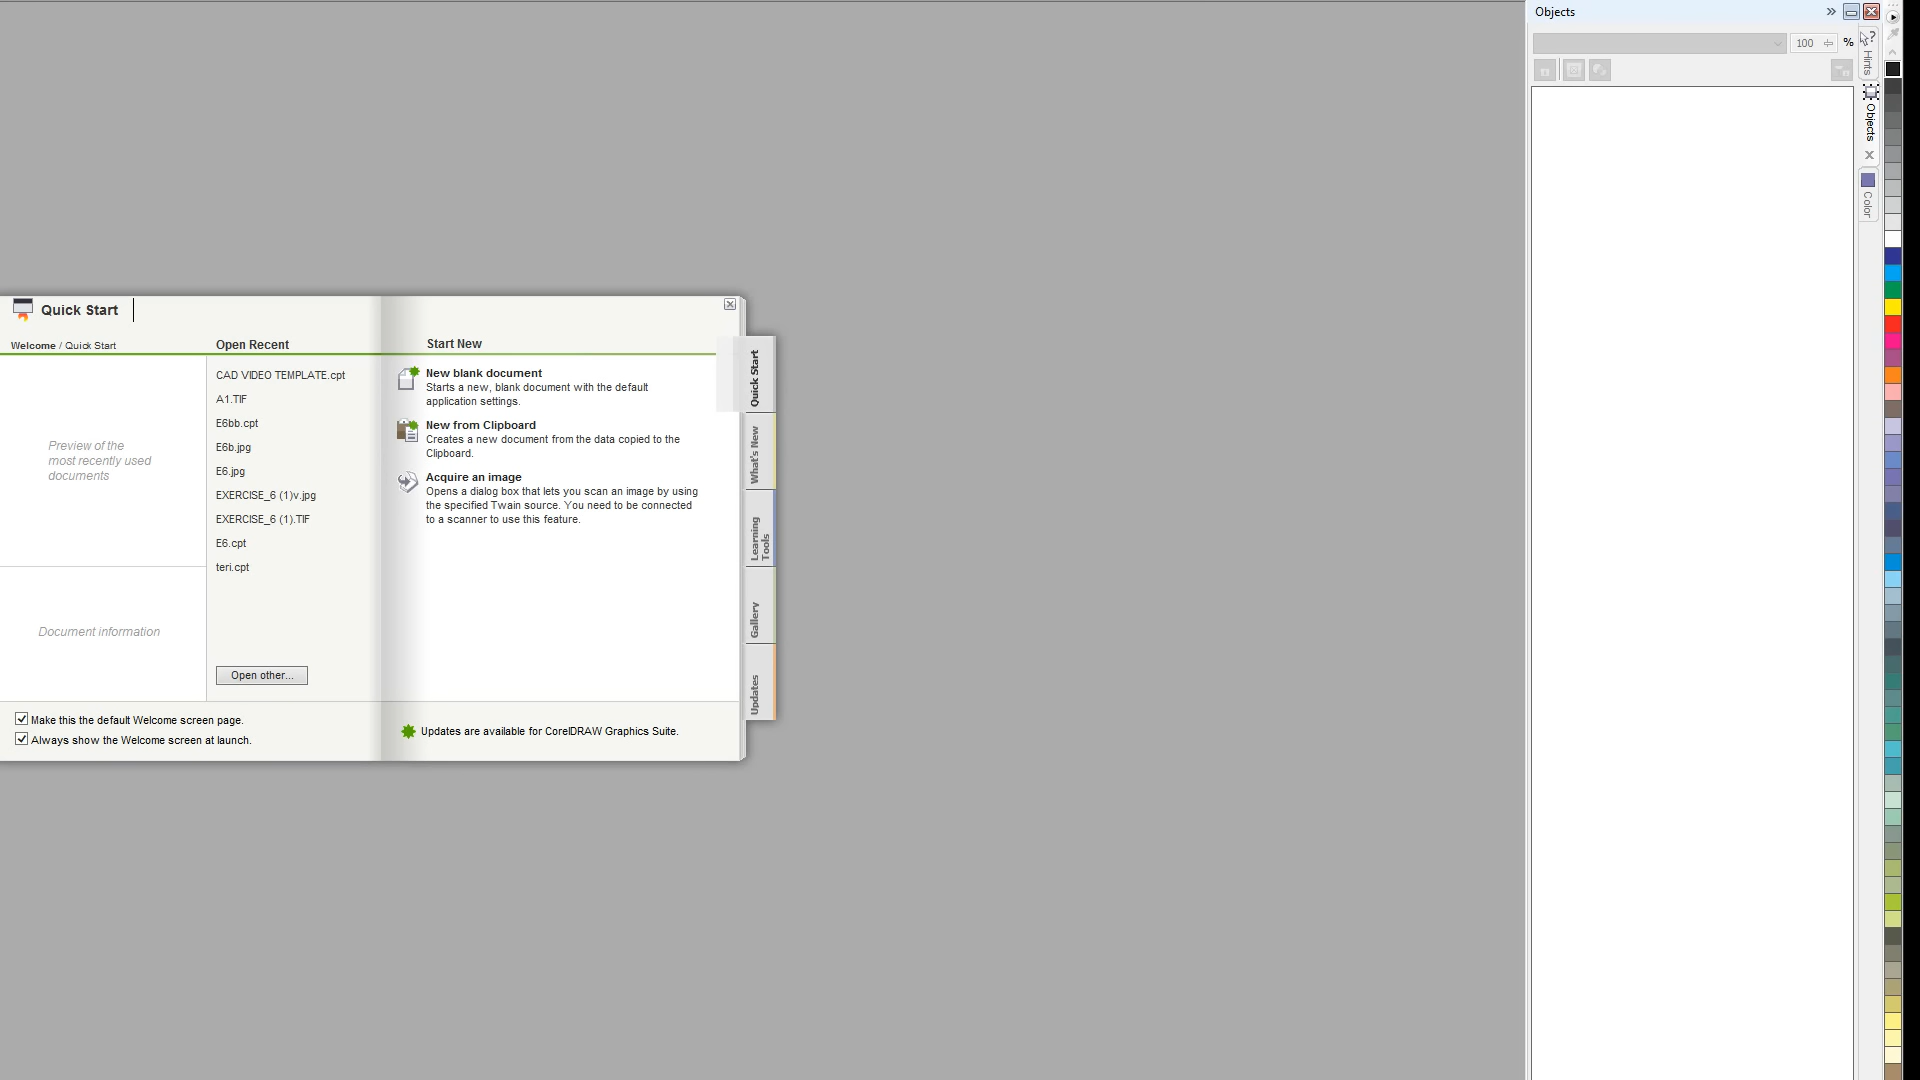 Objects
100
%
Hints
Objects
Color
Quick Start
Welcome / Quick Start
Open Recent
Start New
CAD VIDEO TEMPLATE.cpt
A1.TIF
E6bb.cpt
E6b.jpg
E6.jpg
EXERCISE_6 (1)v.jpg
EXERCISE_6 (1).TIF
E6.cpt
teri.cpt
Open other...
Preview of the
most recently used
documents
Document information
New blank document
Starts a new, blank document with the default
application settings.
New from Clipboard
Creates a new document from the data copied to the
Clipboard.
Acquire an image
Opens a dialog box that lets you scan an image by using
the specified Twain source. You need to be connected
to a scanner to use this feature.
Quick Start
What's New
Learning
Tools
Gallery
Updates
Make this the default Welcome screen page.
Always show the Welcome screen at launch.
Updates are available for CorelDRAW Graphics Suite.